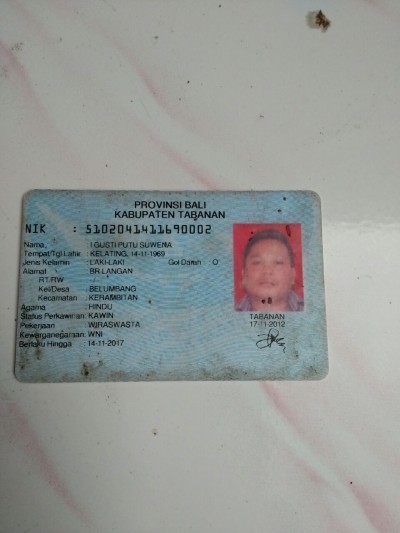 PROVINSI BALI
KABUPATEN TABANAN
NIK : 5102041411690002
Nama : I GUSTI PUTU SUWEMA
Tempat/Tgl Lahir : KELATING, 14-11-1969
Jenis Kelamin : LAKI-LAKI Gol Darah O
Alamat : BR LANGAN
RT/RW :
Kel/Desa : BELUMBANG
Kecamatan : KERAMBITAN
Agama : HINDU
Status Perkawinan : KAWIN
Pekerjaan : WIRASWASTA
Kewarganegaraan : WNI
Berlaku Hingga : 14-11-2017
TABANAN
17-11-2012